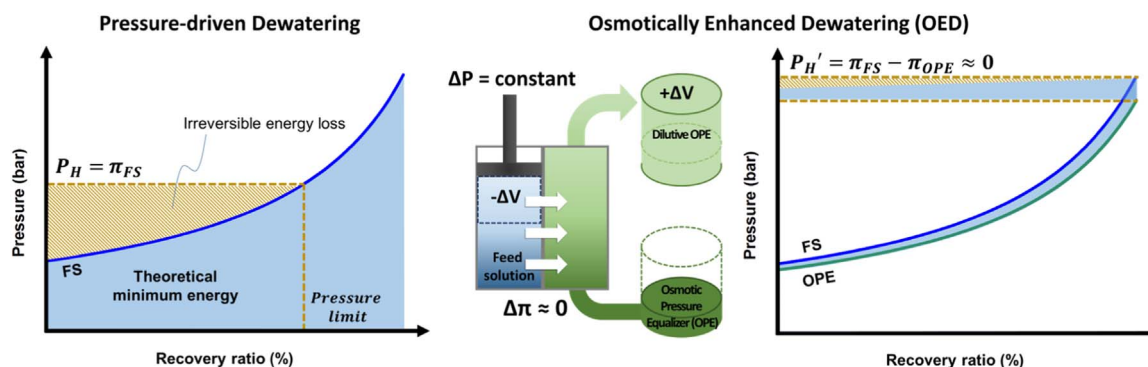 Pressure-driven Dewatering
Pressure (bar)
Irreversible energy loss
P_H = π_FS
FS
Theoretical
minimum energy
Pressure
limit
Recovery ratio (%)
Osmotically Enhanced Dewatering (OED)
ΔP = constant
+ΔV
Dilutive OPE
-ΔV
Feed
solution
Δπ ≈ 0
Osmotic
Pressure
Equalizer (OPE)
Pressure (bar)
P_H′ = π_FS − π_OPE ≈ 0
FS
OPE
Recovery ratio (%)